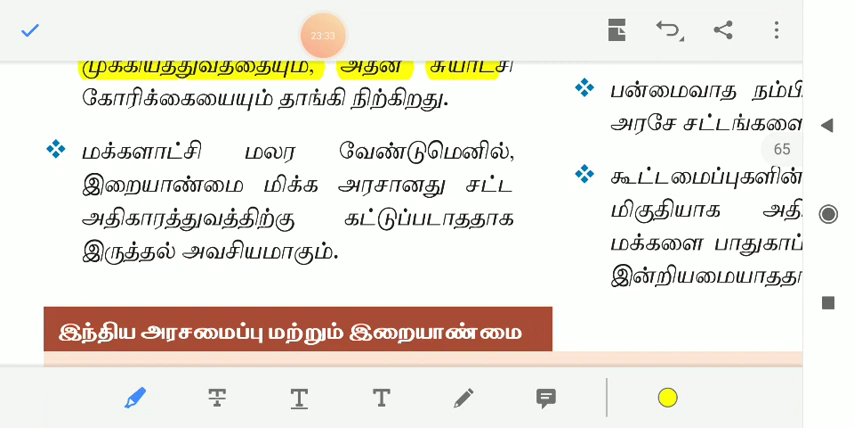 23:33
முக்கியத்துவத்தையும், அதன் சுயாட்சி
கோரிக்கையையும் தாங்கி நிற்கிறது.
மக்களாட்சி மலர வேண்டுமெனில்,
இறையாண்மை மிக்க அரசானது சட்ட
அதிகாரத்துவத்திற்கு கட்டுப்படாததாக
இருத்தல் அவசியமாகும்.
இந்திய அரசமைப்பு மற்றும் இறையாண்மை
பன்மைவாத நம்பி
அரசே சட்டங்களை
65
கூட்டமைப்புகளின்
மிகுதியாக அதி
மக்களை பாதுகாப்
இன்றியமையாததா